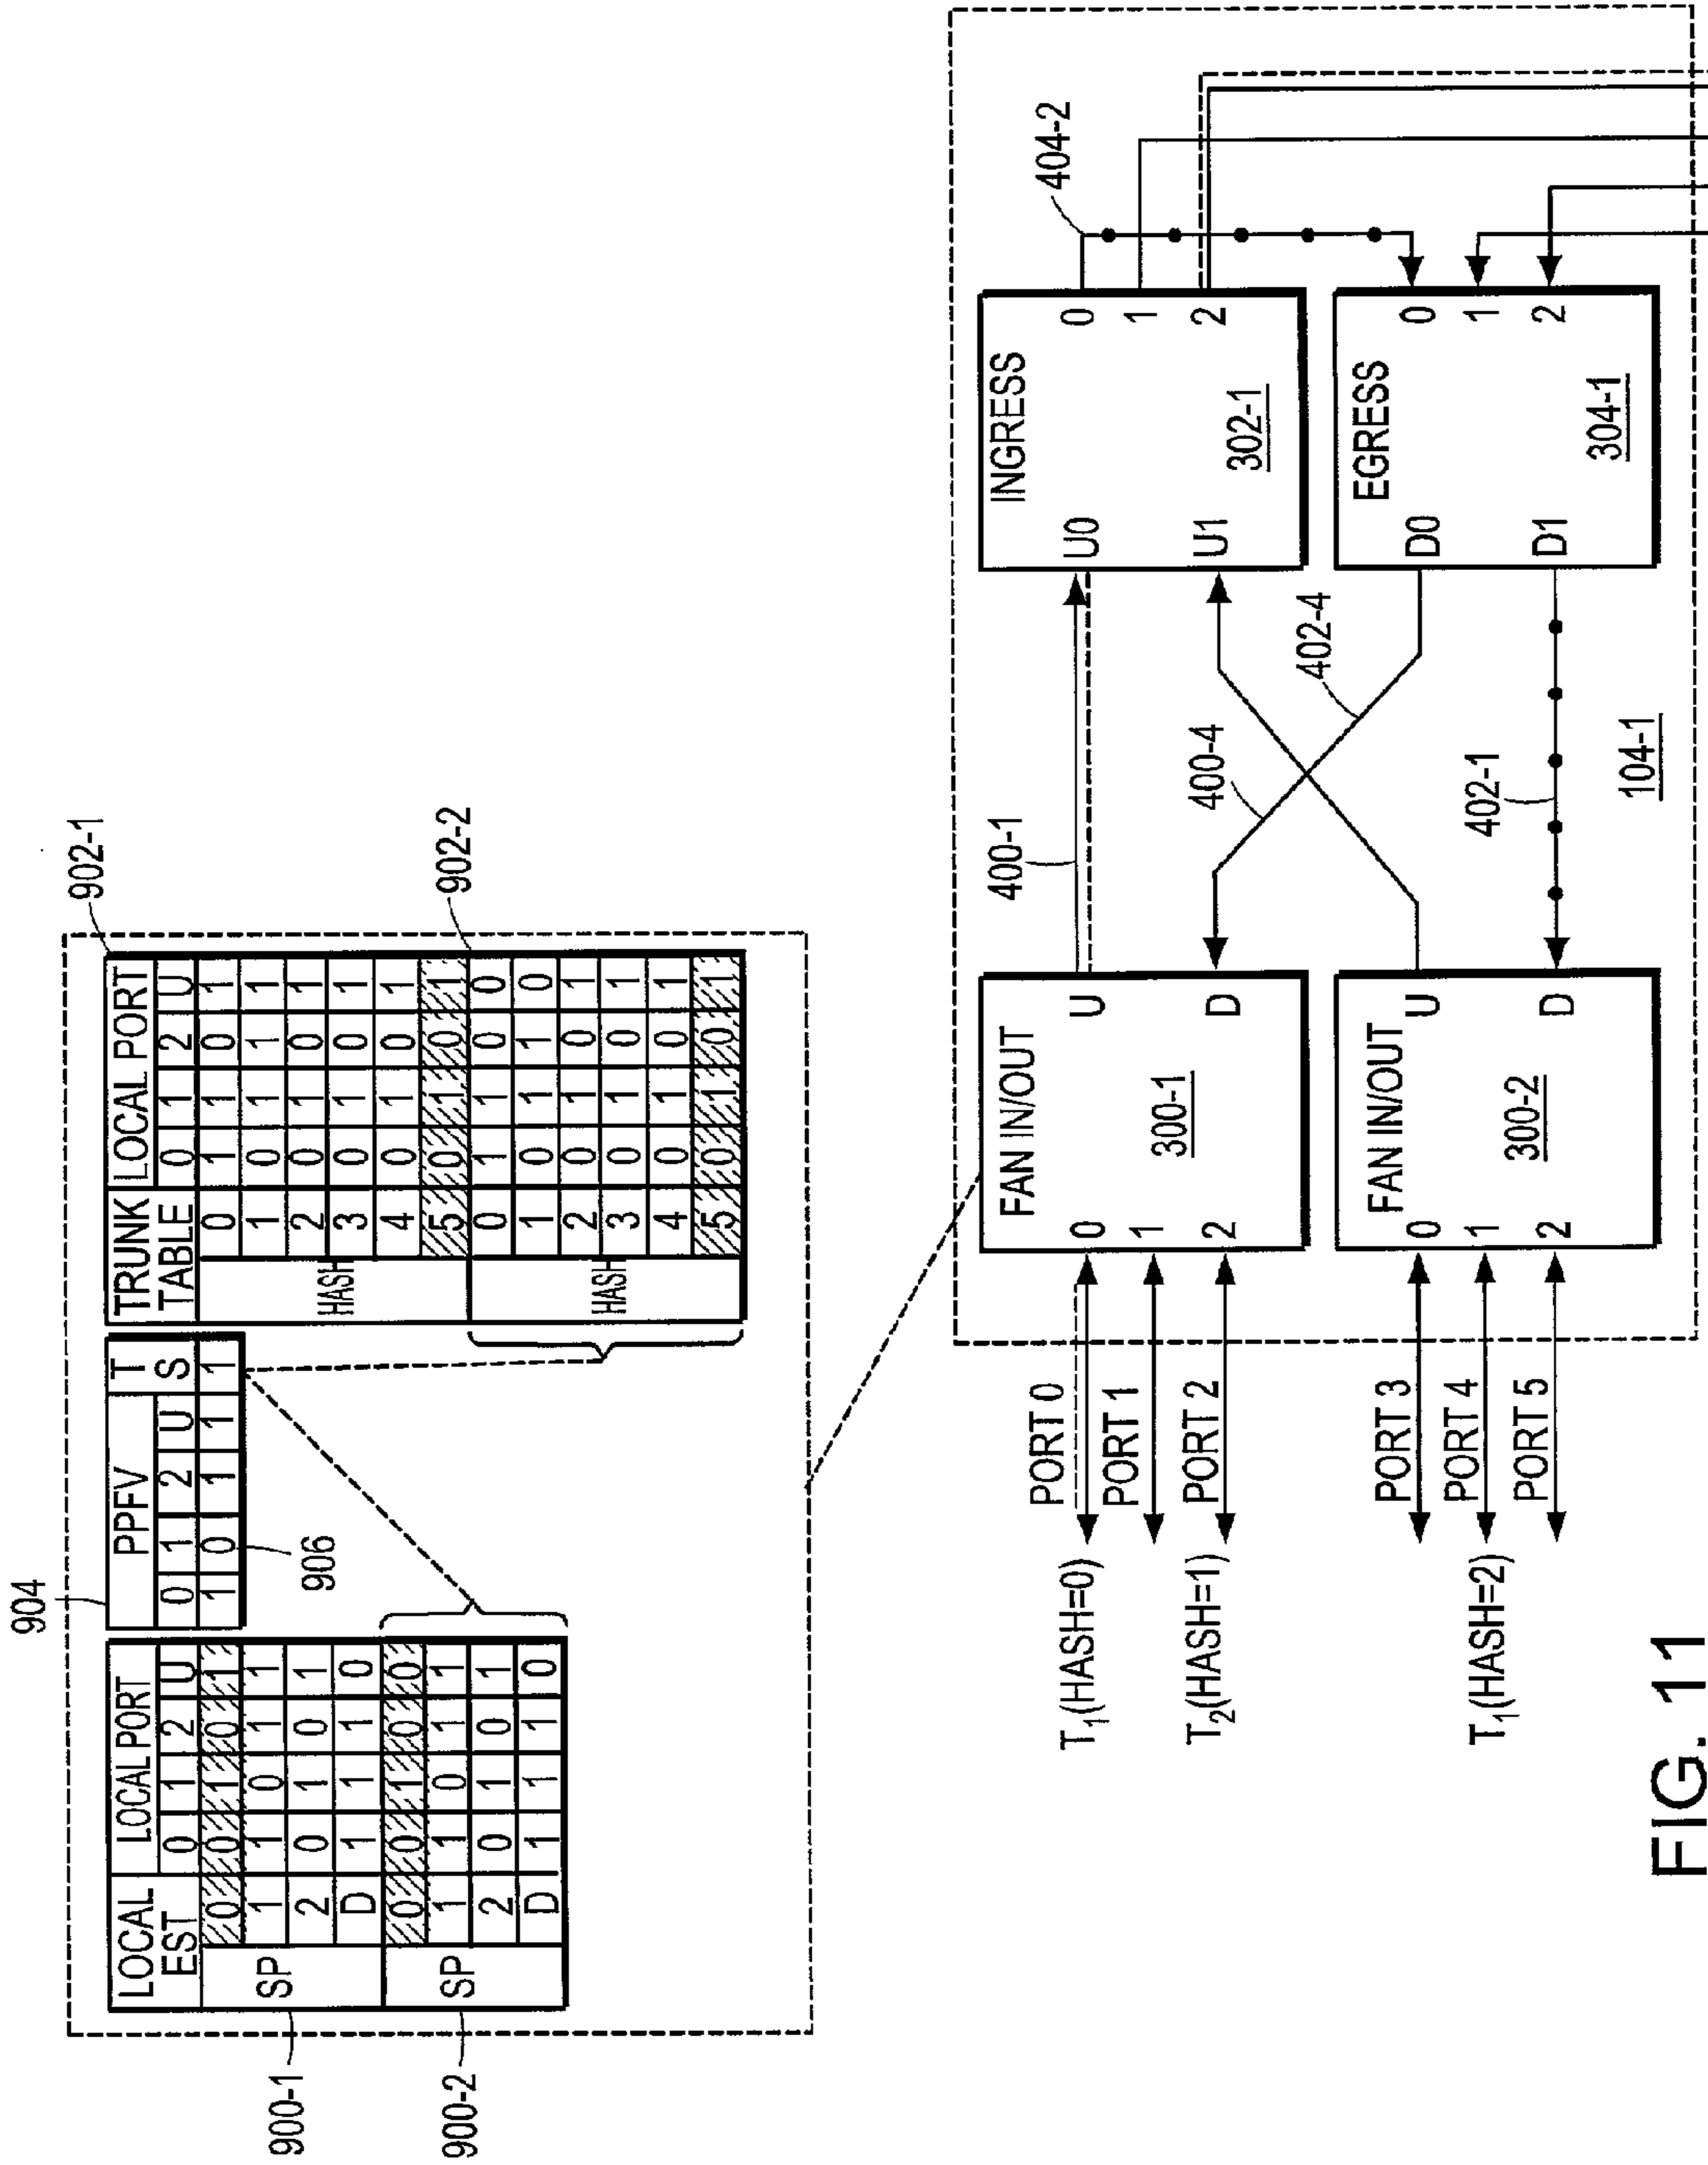 904
902-1
902-2
900-1
900-2
LOCAL EST LOCAL PORT
0 1 2 U
SP
0 0 1 0 1
1 1 0 1 1
2 0 1 0 1
D 1 1 1 0
SP
0 0 1 0 0
1 1 0 1 1
2 0 1 0 1
D 1 1 1 0
PPFV T
0 1 2 U S
1 0 1 1 1
906
TRUNK TABLE LOCAL PORT
0 1 2 U
HASH
0 1 1 0 1
1 0 1 1 1
2 0 1 0 1
3 0 1 0 1
4 0 1 0 1
5 0 1 0 1
HASH
0 1 1 0 0
1 0 1 1 0
2 0 1 0 1
3 0 1 0 1
4 0 1 0 1
5 0 1 0 1
T1(HASH=0)
PORT 0
PORT 1
T2(HASH=1)
PORT 2
PORT 3
T1(HASH=2)
PORT 4
PORT 5
FAN IN/OUT
0
1
2
U
D
300-1
FAN IN/OUT
0
1
2
U
D
300-2
400-1
400-4
402-4
402-1
INGRESS
U0
U1
0
1
2
302-1
EGRESS
D0
D1
0
1
2
304-1
404-2
104-1
FIG. 11